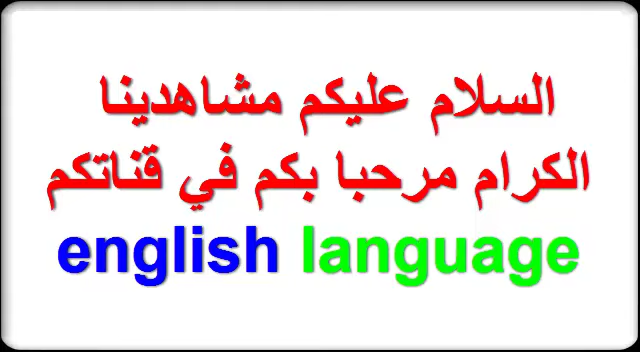 السلام عليكم مشاهدينا
الكرام مرحبا بكم في قناتكم
english language